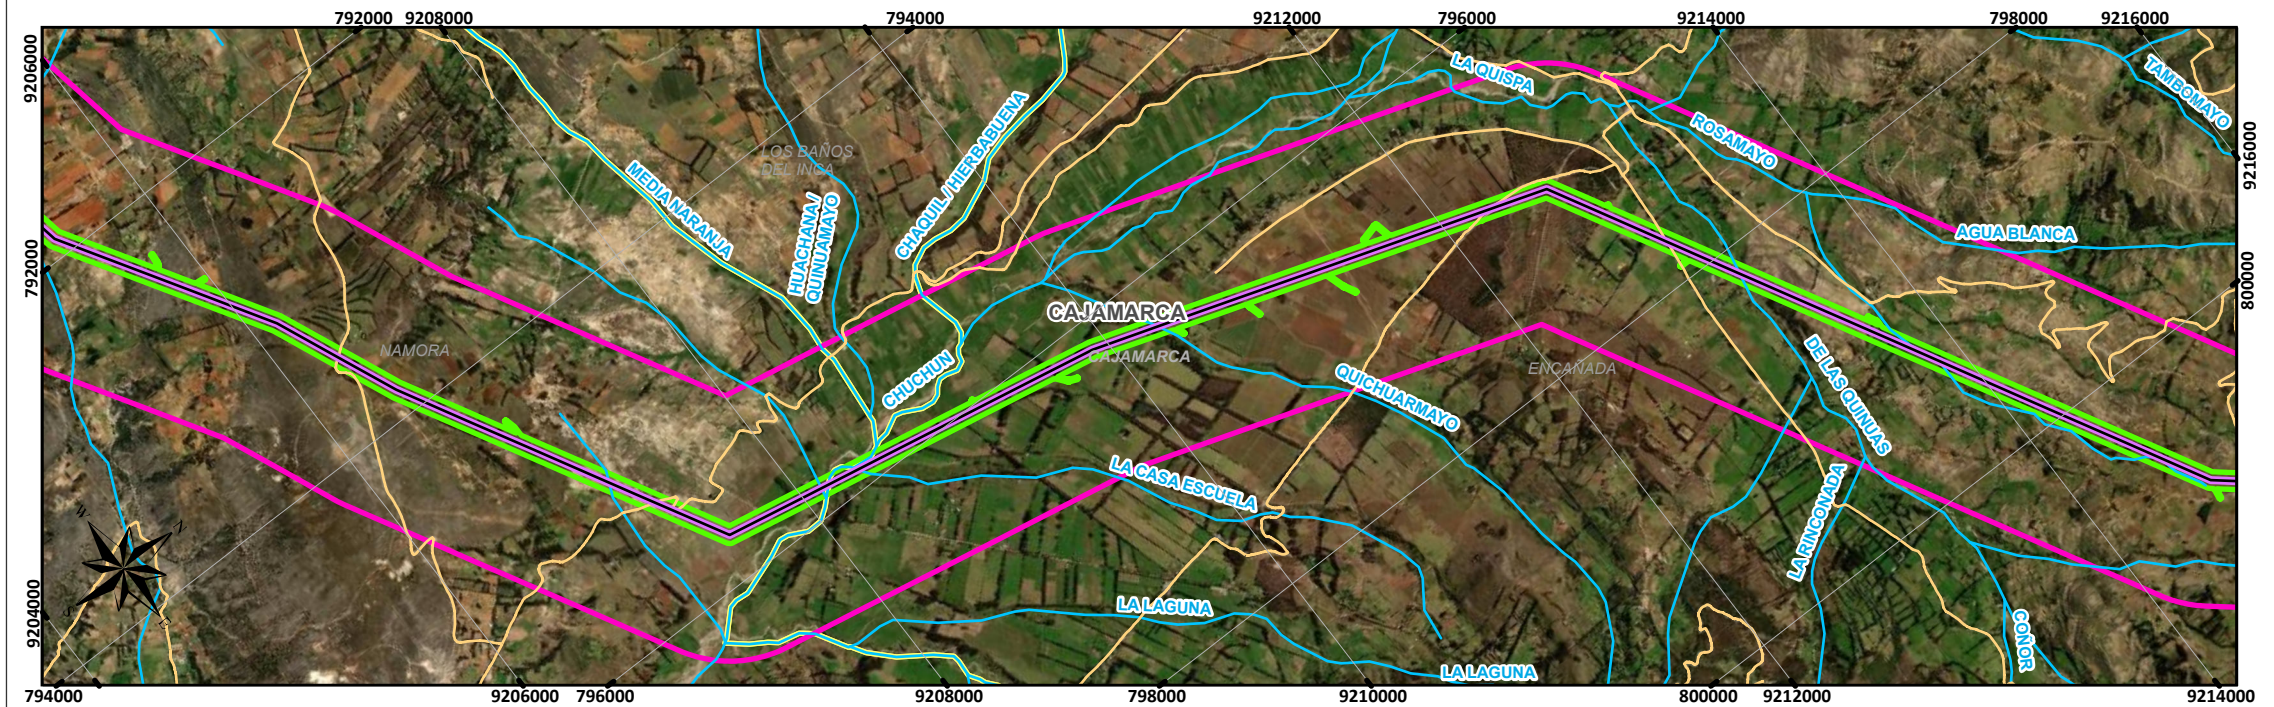 792000 9208000 794000 9212000 796000 9214000 798000 9216000
9206000
792000
9204000
9216000
800000
LA QUISPA
TAMBOMAYO
ROSAMAYO
AGUA BLANCA
LOS BAÑOS
DEL INCA
MEDIA NARANJA
HUACHANA/
QUINUAMAYO
CHAQUIL / HIERBABUENA
CAJAMARCA
CAJAMARCA
NAMORA
CHUCHUN
ENCAÑADA
QUICHUARMAYO
DE LAS QUINUAS
LA CASA ESCUELA
LA RINCONADA
LA LAGUNA
LA LAGUNA
COÑOR
W N
S E
794000 9206000 796000 9208000 798000 9210000 800000 9212000 9214000